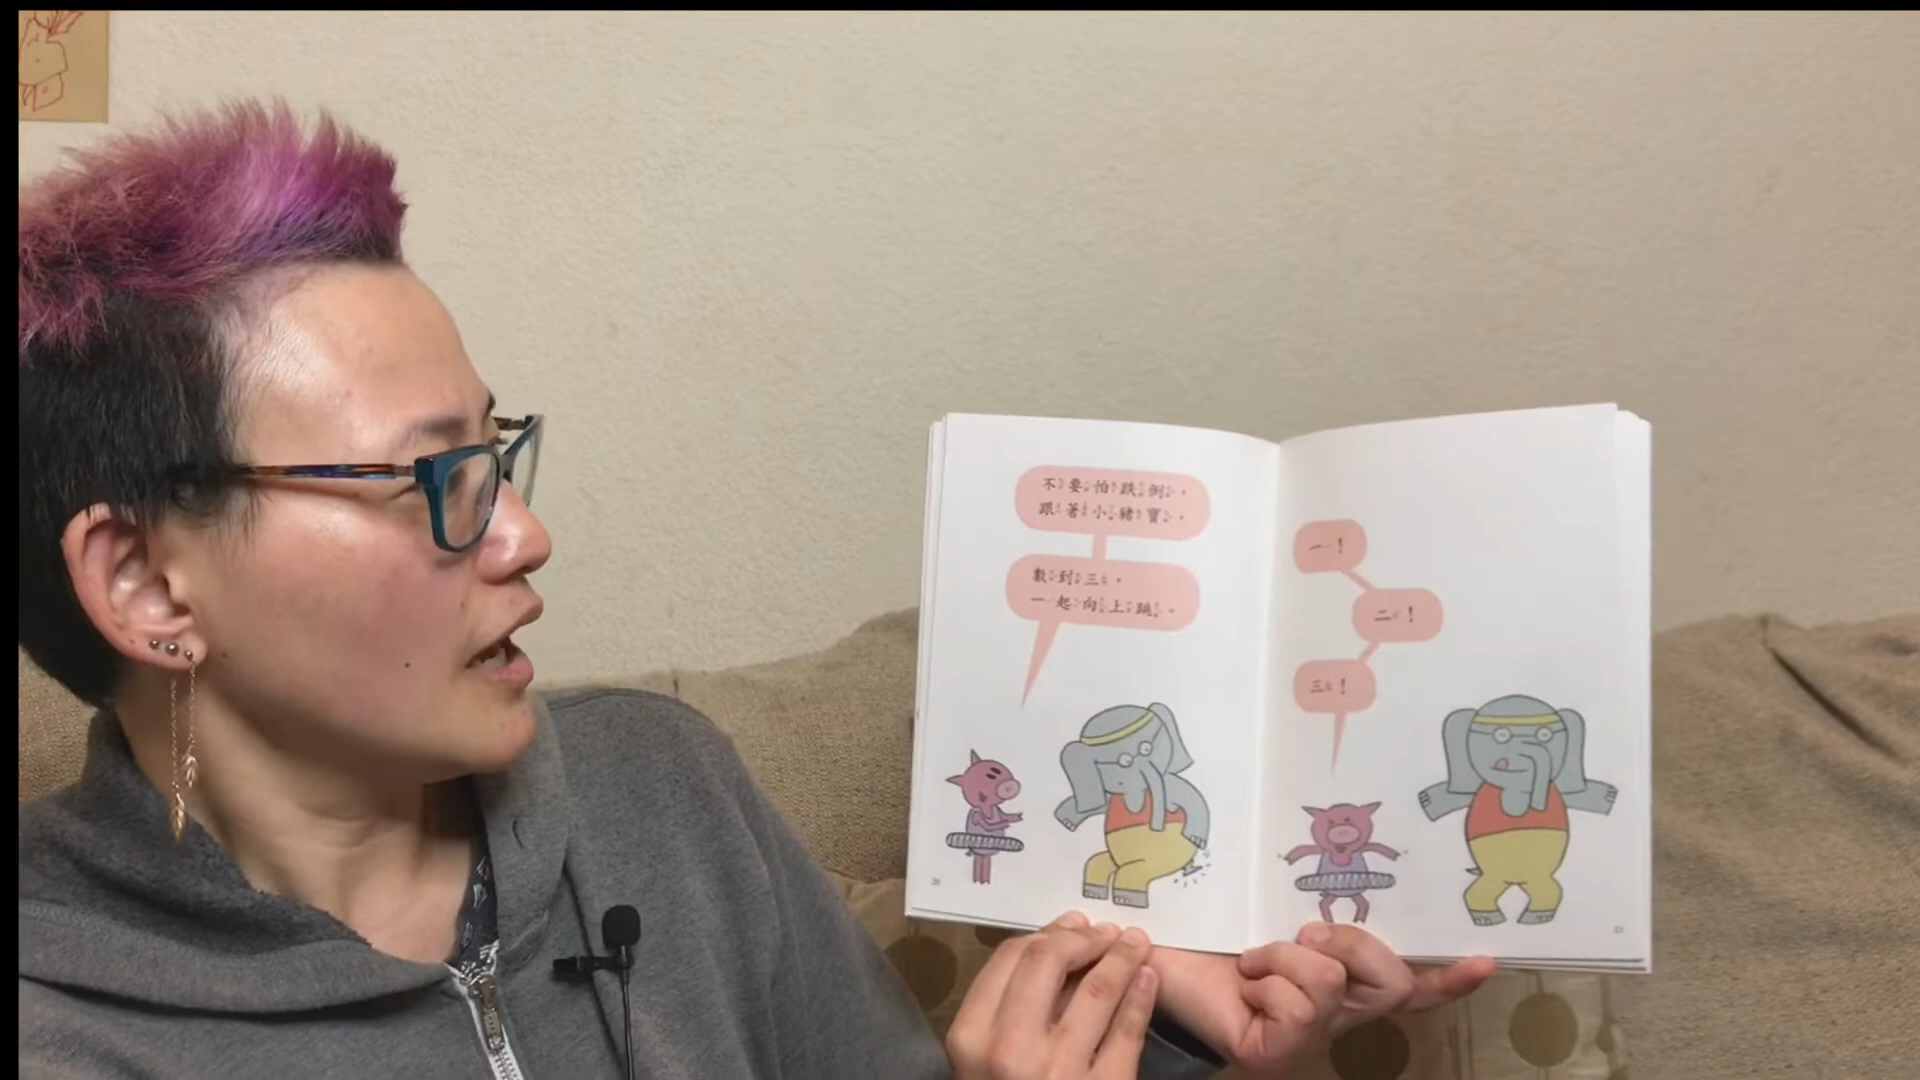 不要怕跌倒，
跟著小豬寶，
數到三，
一起向上跳。
一！
二！
三！